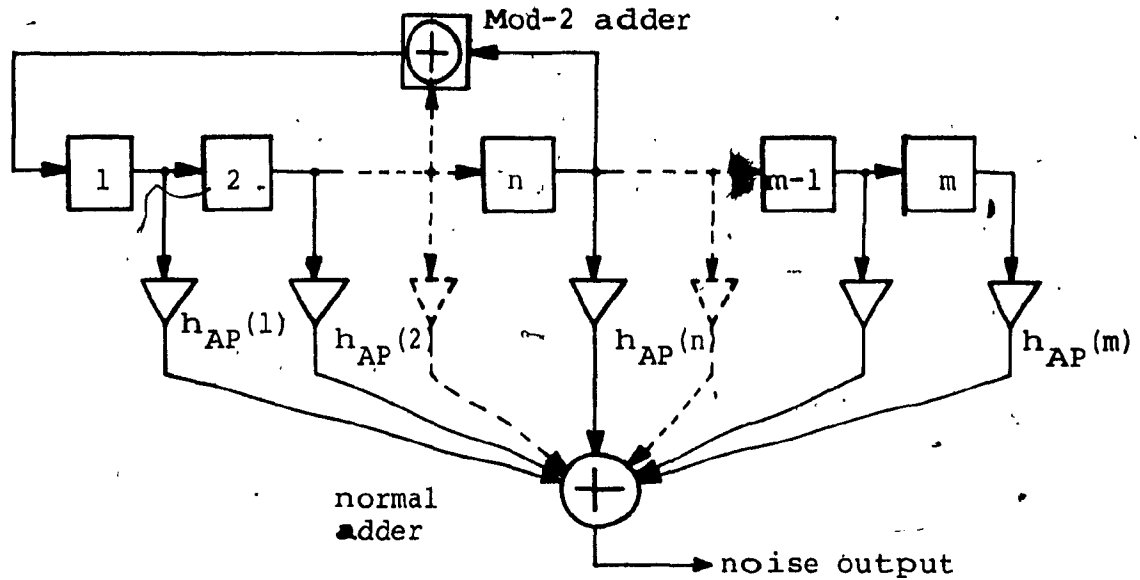 Mod-2 adder
1
2
n
m-1
m
h_AP(1)
h_AP(2)
h_AP(n)
h_AP(m)
normal
adder
noise output